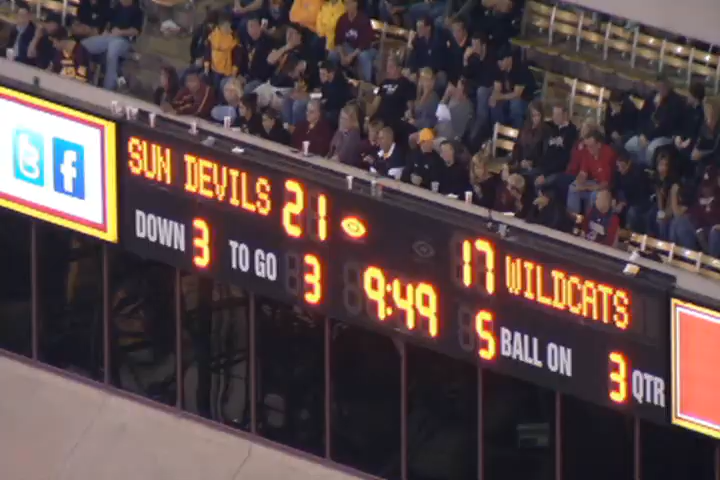 SUN DEVILS 21 17 WILDCATS
DOWN 3 TO GO 3 9:49 5 BALL ON 3 QTR
t f